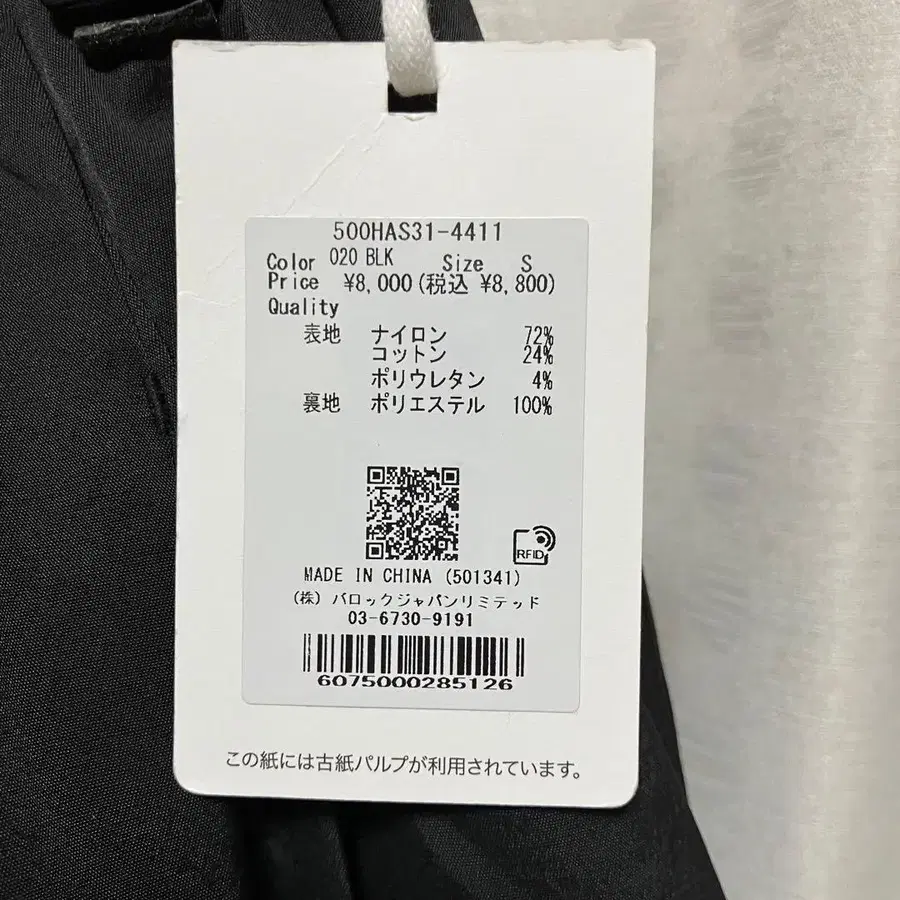 500HAS31-4411
Color 020 BLK Size S
Price ¥8,000(税込 ¥8,800)
Quality
表地 ナイロン 72%
コットン 24%
ポリウレタン 4%
裏地 ポリエステル 100%
RFID
MADE IN CHINA (501341)
(株) バロックジャパンリミテッド
03-6730-9191
6075000285126
この紙には古紙パルプが利用されています。